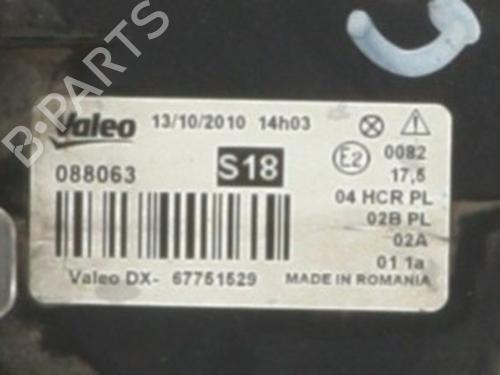 B-PARTS
Valeo 13/10/2010 14h03
088063 S18 E2 0082
17,5
04 HCR PL
02B PL
02A
01 1a
Valeo DX- 67751529 MADE IN ROMANIA